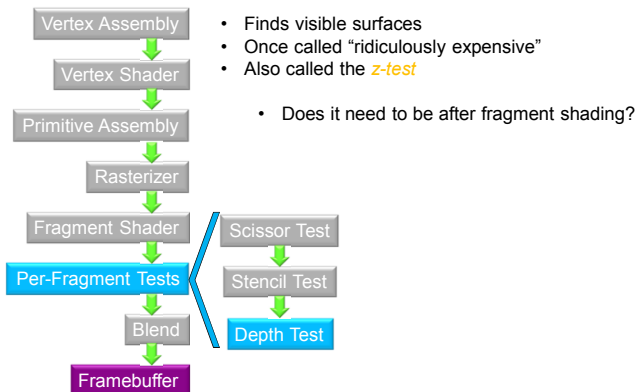 Vertex Assembly
Vertex Shader
Primitive Assembly
Rasterizer
Fragment Shader
Per-Fragment Tests
Blend
Framebuffer
Scissor Test
Stencil Test
Depth Test
• Finds visible surfaces
• Once called “ridiculously expensive”
• Also called the z-test
• Does it need to be after fragment shading?